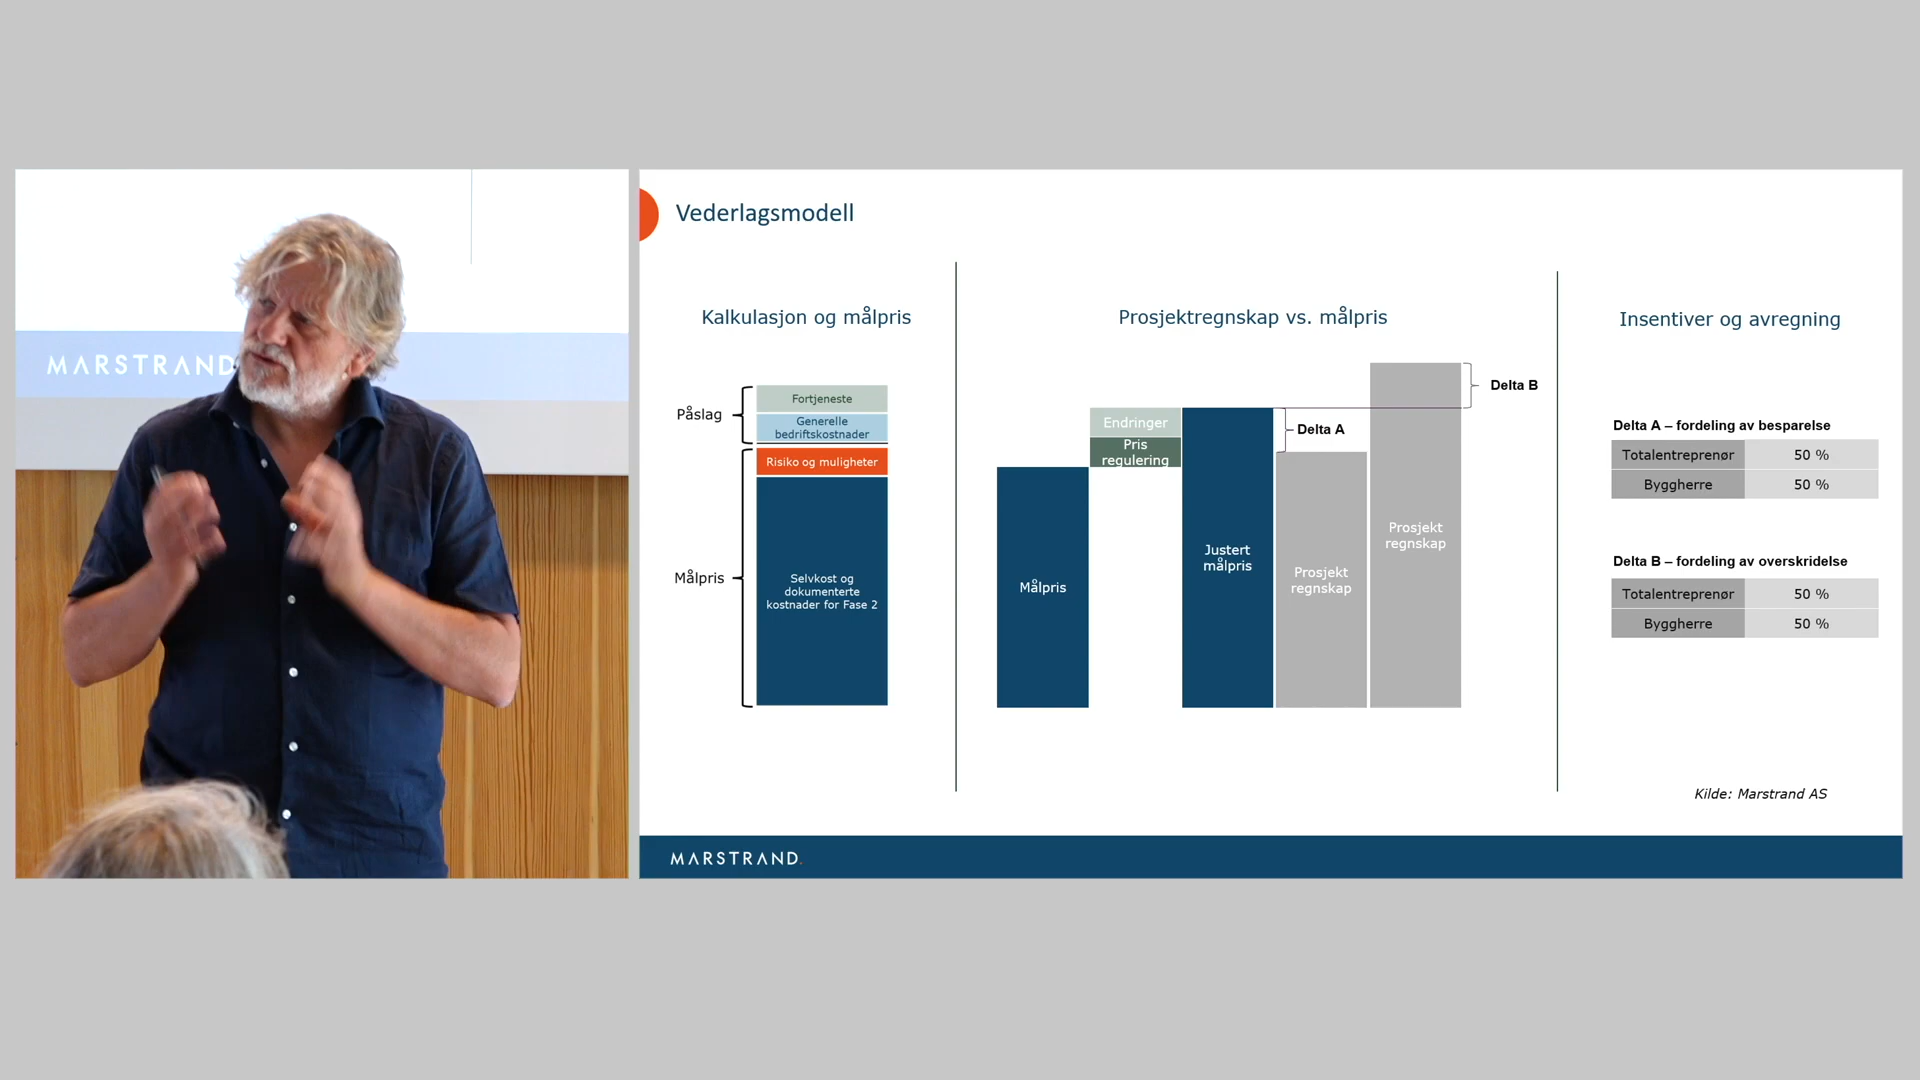 MARSTRAND
Vederlagsmodell
Kalkulasjon og målpris
Påslag
Fortjeneste
Generelle
bedriftskostnader
Risiko og muligheter
Målpris
Selvkost og
dokumenterte
kostnader for Fase 2
Prosjektregnskap vs. målpris
Målpris
Endringer
Pris
regulering
Justert
målpris
Delta A
Prosjekt
regnskap
Prosjekt
regnskap
Delta B
Insentiver og avregning
Delta A – fordeling av besparelse
Totalentreprenør 50 %
Byggherre 50 %
Delta B – fordeling av overskridelse
Totalentreprenør 50 %
Byggherre 50 %
Kilde: Marstrand AS
MARSTRAND.